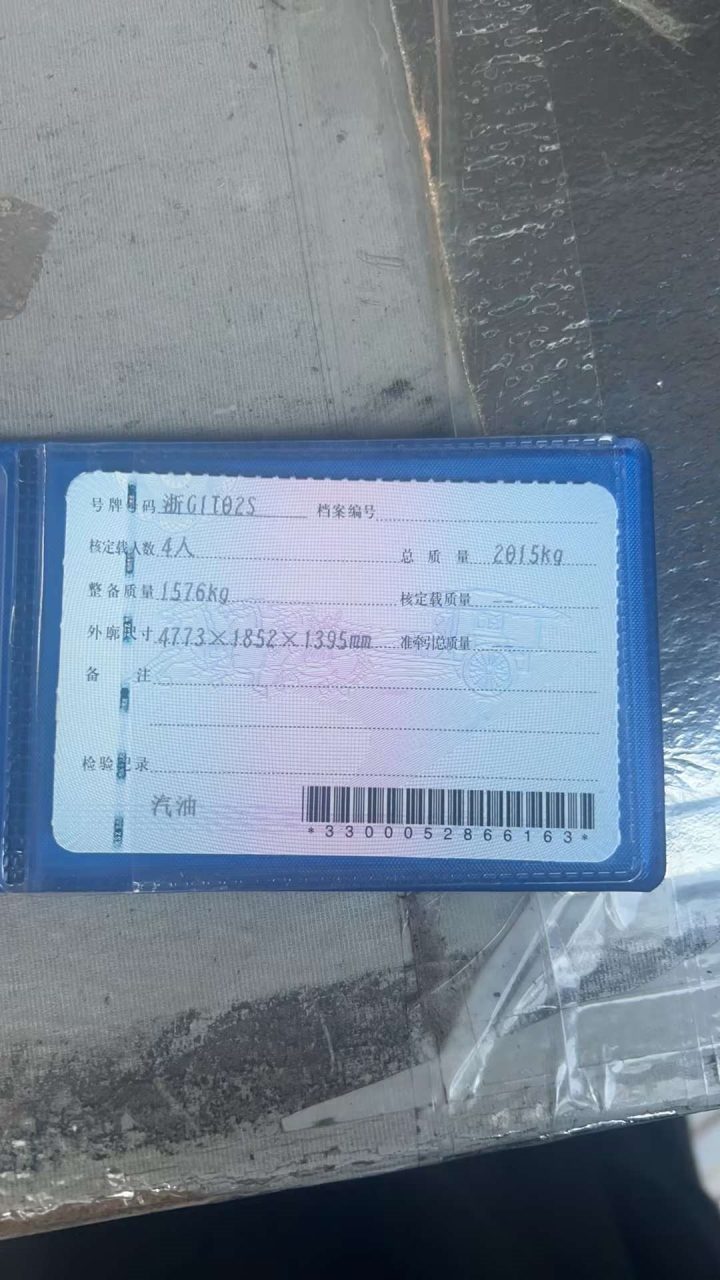 号牌号码 浙G1T02S 档案编号
核定载人数 4人 总质量 2015kg
整备质量 1576kg 核定载质量 --
外廓尺寸 4773×1852×1395mm 准牵引总质量 --
备注
检验记录
汽油
*3300052866163*